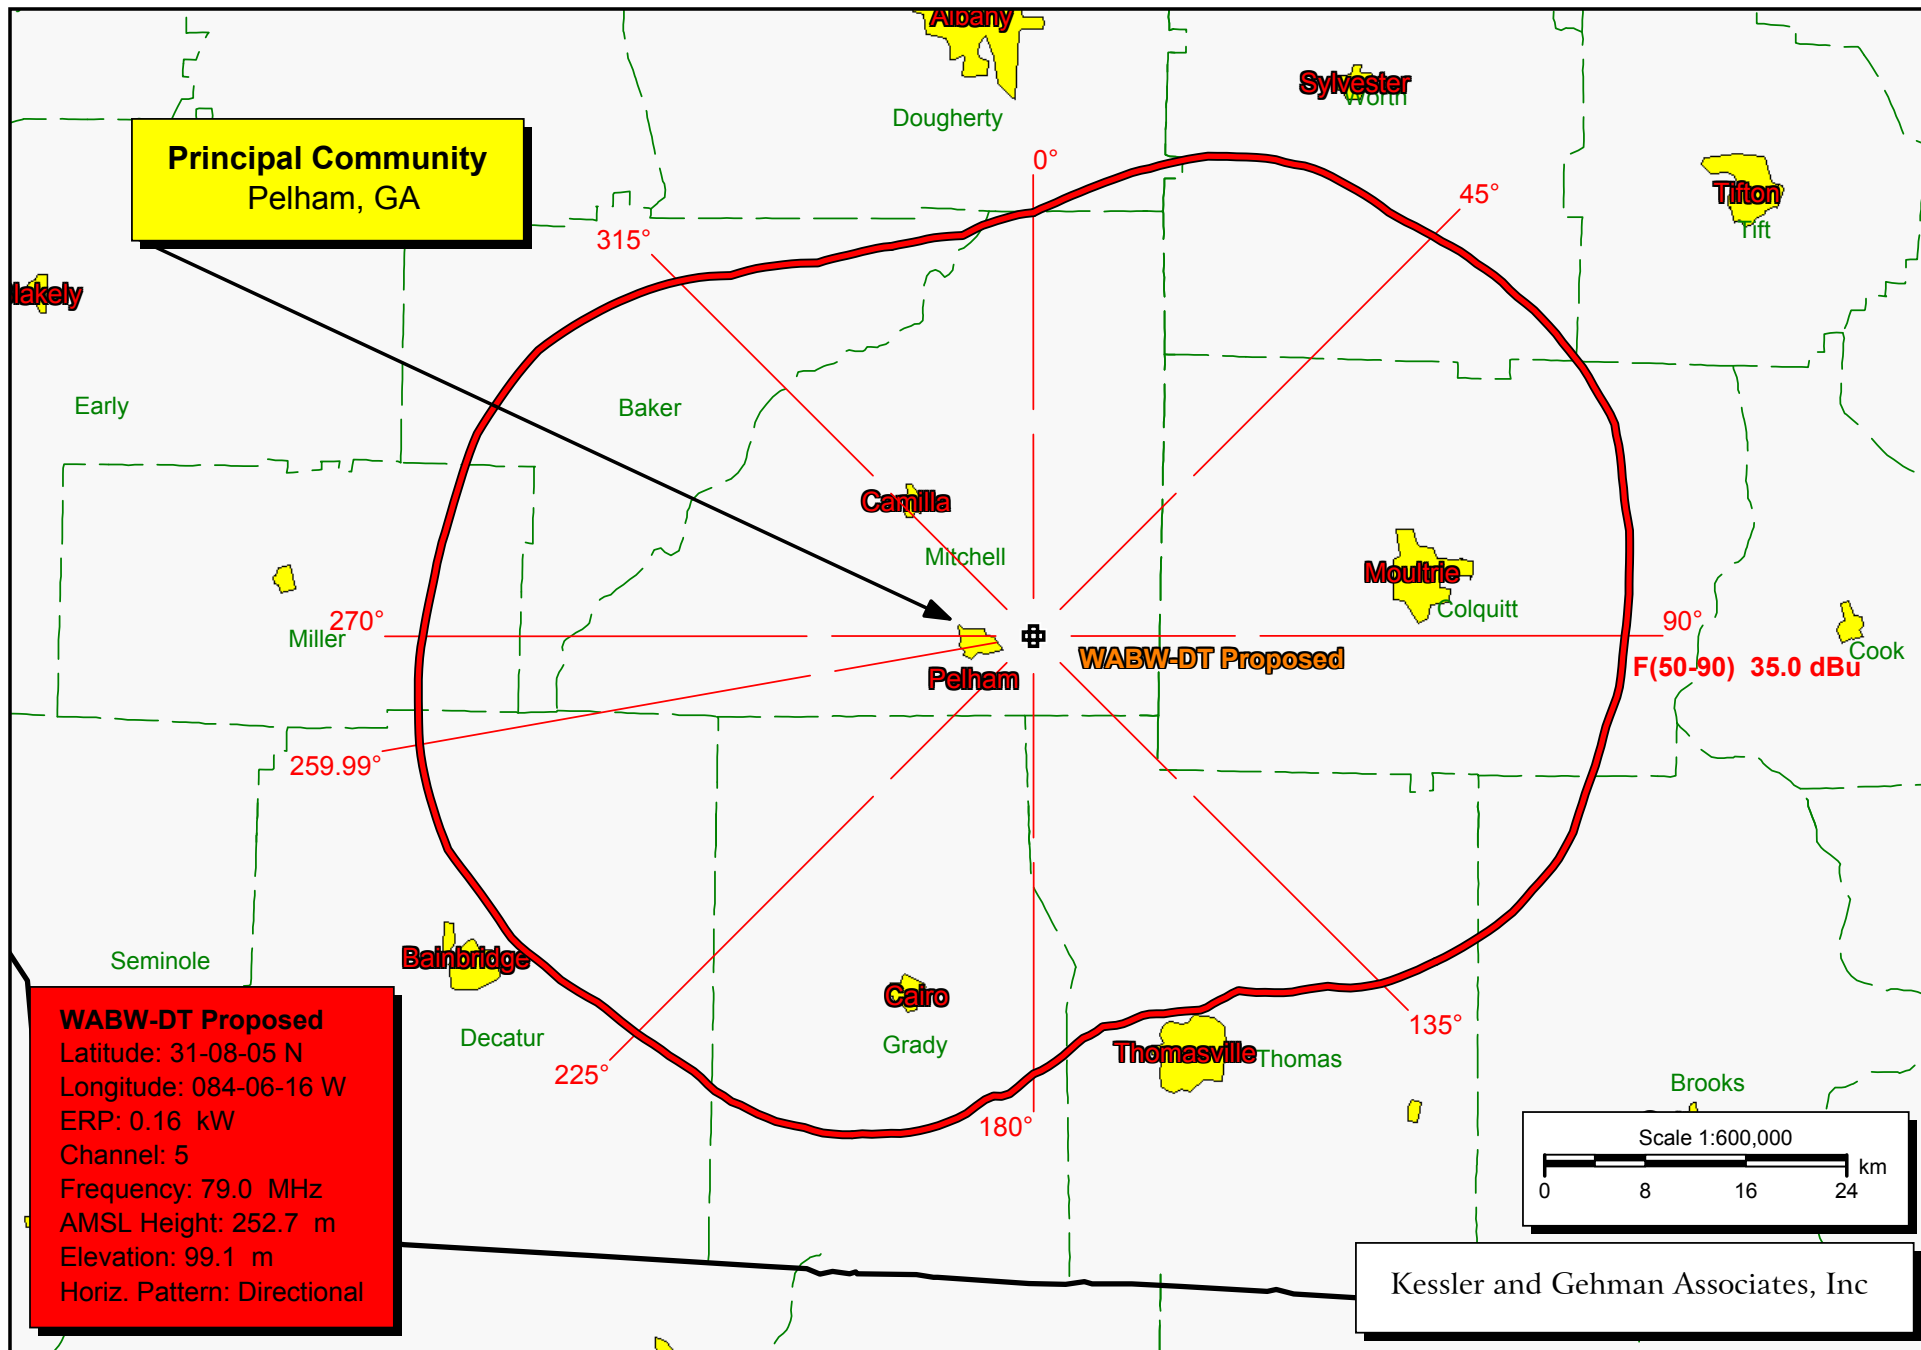 Albany
Sylvester
Worth
Dougherty
Principal Community
Pelham, GA
0°
45°
Tifton
Tift
315°
lakely
Early
Baker
Camilla
Mitchell
Moultrie
Colquitt
270°
Miller
90°
Cook
WABW-DT Proposed
F(50-90) 35.0 dBu
Pelham
259.99°
Seminole
Bainbridge
Cairo
Decatur
Grady
135°
Thomasville
Thomas
225°
Brooks
180°
WABW-DT Proposed
Latitude: 31-08-05 N
Longitude: 084-06-16 W
ERP: 0.16 kW
Channel: 5
Frequency: 79.0 MHz
AMSL Height: 252.7 m
Elevation: 99.1 m
Horiz. Pattern: Directional
Scale 1:600,000
km
0 8 16 24
Kessler and Gehman Associates, Inc